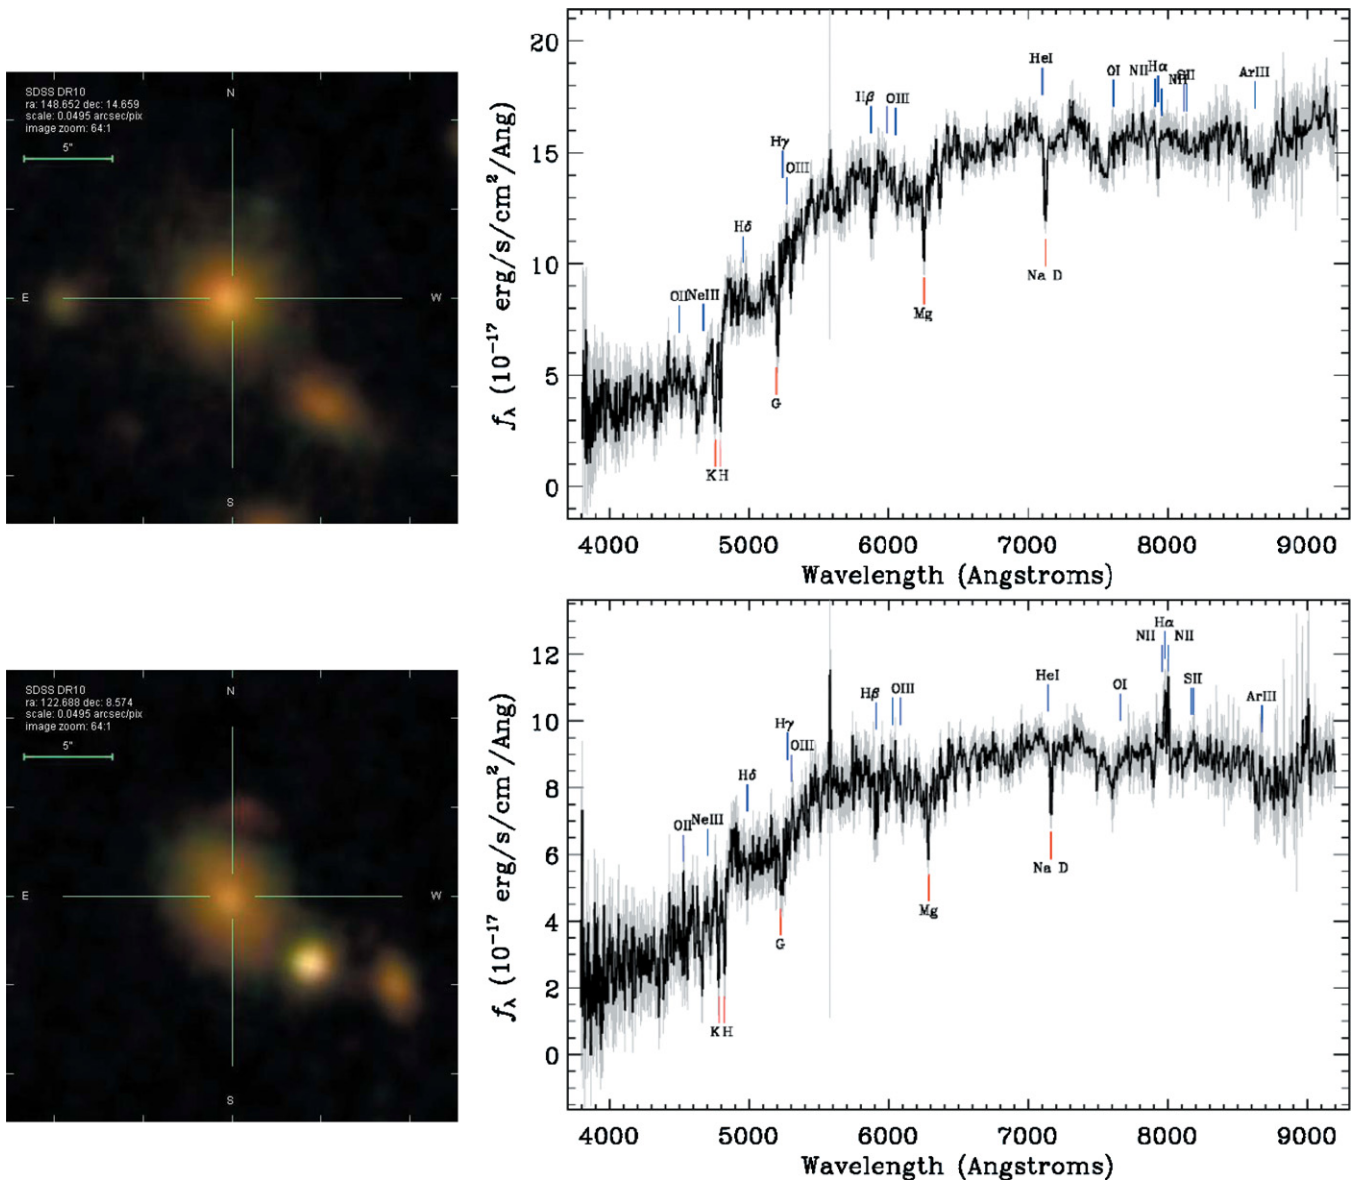 SDSS DR10
ra: 148.652 dec: 14.659
scale: 0.0495 arcsec/pix
image zoom: 64:1
5"
N
E
W
S
20
15
10
5
0
f_λ (10⁻¹⁷ erg/s/cm²/Ang)
OII
NeIII
Hδ
Hγ
OIII
Hβ
OIII
HeI
OI
NII
Hα
NII
SII
ArIII
K H
G
Mg
Na D
4000 5000 6000 7000 8000 9000
Wavelength (Angstroms)
SDSS DR10
ra: 122.688 dec: 8.574
scale: 0.0495 arcsec/pix
image zoom: 64:1
5"
N
E
W
S
12
10
8
6
4
2
0
f_λ (10⁻¹⁷ erg/s/cm²/Ang)
OII
NeIII
Hδ
Hγ
OIII
Hβ
OIII
HeI
OI
NII
Hα
NII
SII
ArIII
K H
G
Mg
Na D
4000 5000 6000 7000 8000 9000
Wavelength (Angstroms)